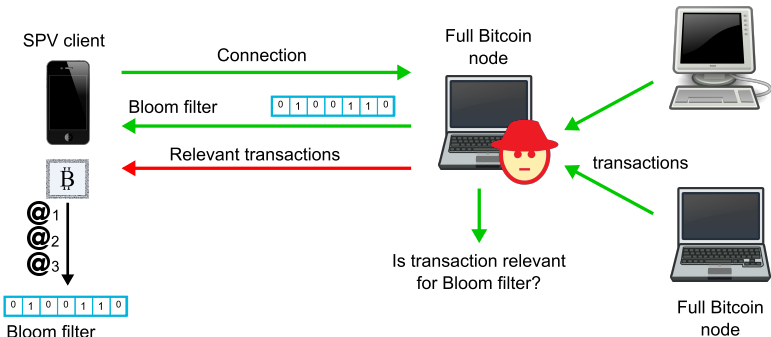 SPV client
Connection
Full Bitcoin
node
Bloom filter
0 1 0 0 1 1 0
Relevant transactions
transactions
@1
@2
@3
Is transaction relevant
for Bloom filter?
0 1 0 0 1 1 0
Bloom filter
Full Bitcoin
node